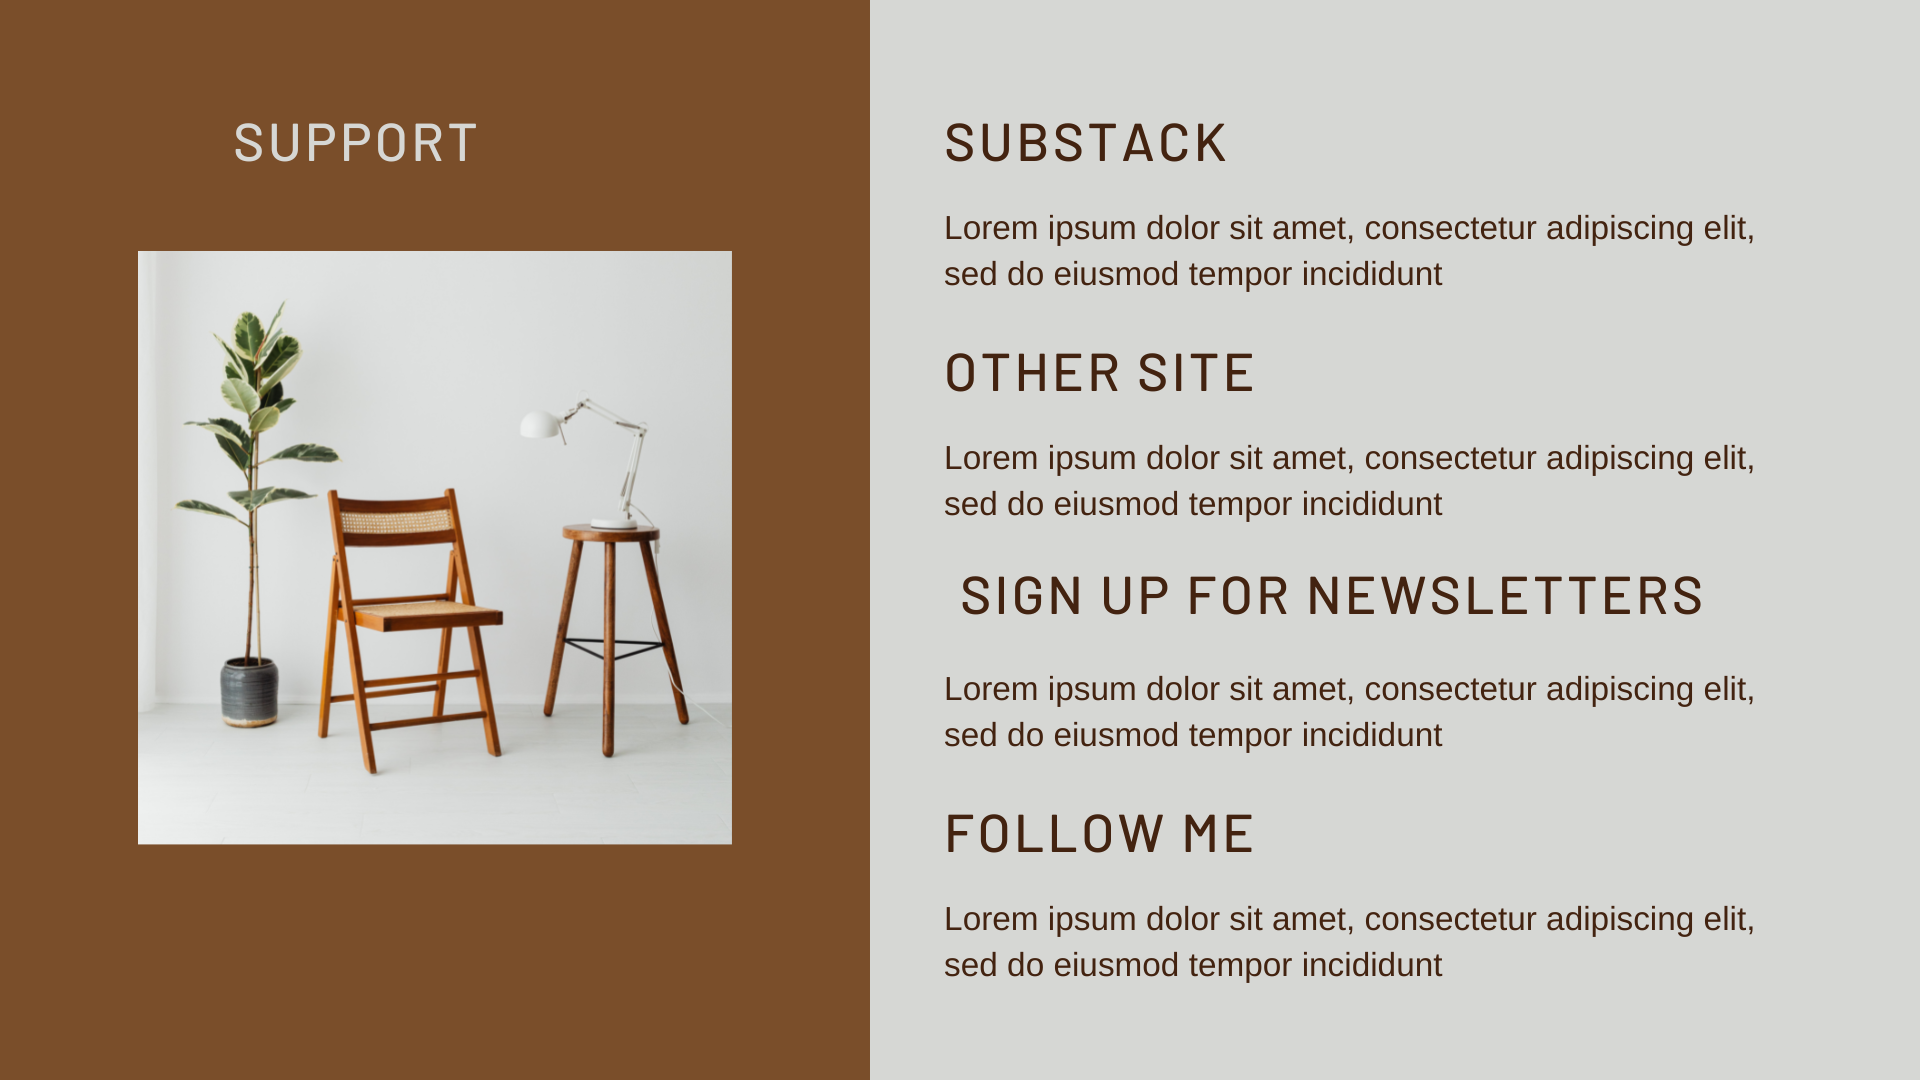 SUPPORT
SUBSTACK
Lorem ipsum dolor sit amet, consectetur adipiscing elit,
sed do eiusmod tempor incididunt
OTHER SITE
Lorem ipsum dolor sit amet, consectetur adipiscing elit,
sed do eiusmod tempor incididunt
SIGN UP FOR NEWSLETTERS
Lorem ipsum dolor sit amet, consectetur adipiscing elit,
sed do eiusmod tempor incididunt
FOLLOW ME
Lorem ipsum dolor sit amet, consectetur adipiscing elit,
sed do eiusmod tempor incididunt